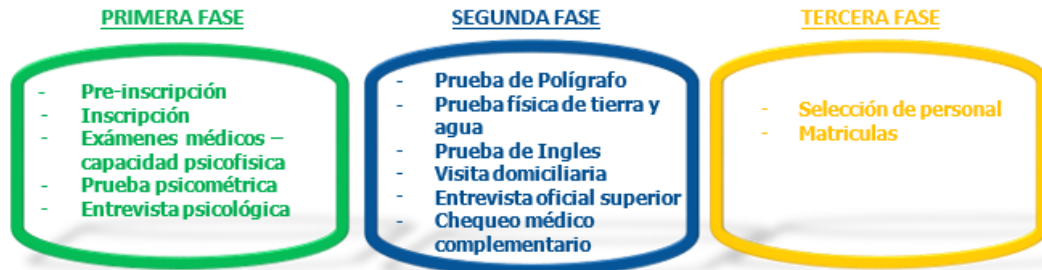 PRIMERA FASE
- Pre-inscripción
- Inscripción
- Exámenes médicos –
capacidad psicofisica
- Prueba psicométrica
- Entrevista psicológica
SEGUNDA FASE
- Prueba de Polígrafo
- Prueba física de tierra y
agua
- Prueba de Ingles
- Visita domiciliaria
- Entrevista oficial superior
- Chequeo médico
complementario
TERCERA FASE
- Selección de personal
- Matriculas